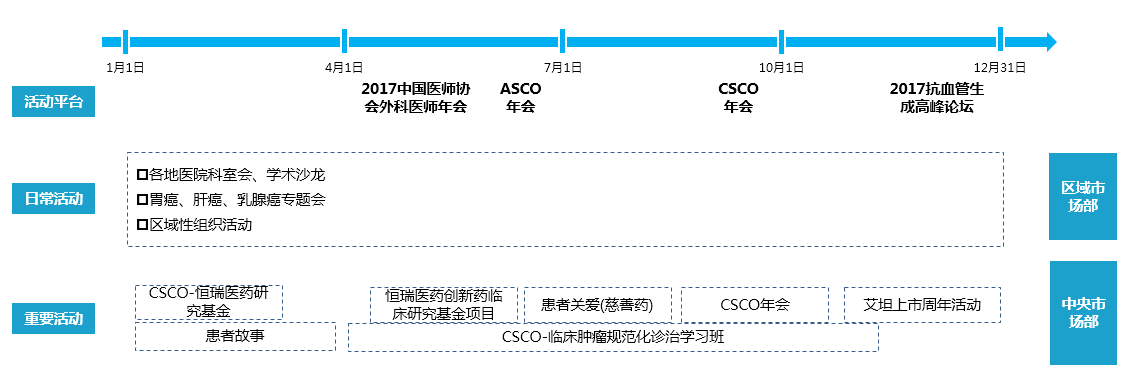 1月1日
4月1日
7月1日
10月1日
12月31日
活动平台
2017中国医师协
会外科医师年会
ASCO
年会
CSCO
年会
2017抗血管生
成高峰论坛
日常活动
各地医院科室会、学术沙龙
胃癌、肝癌、乳腺癌专题会
区域性组织活动
区域市
场部
重要活动
CSCO-恒瑞医药研
究基金
恒瑞医药创新药临
床研究基金项目
患者关爱(慈善药)
CSCO年会
艾坦上市周年活动
患者故事
CSCO-临床肿瘤规范化诊治学习班
中央市
场部